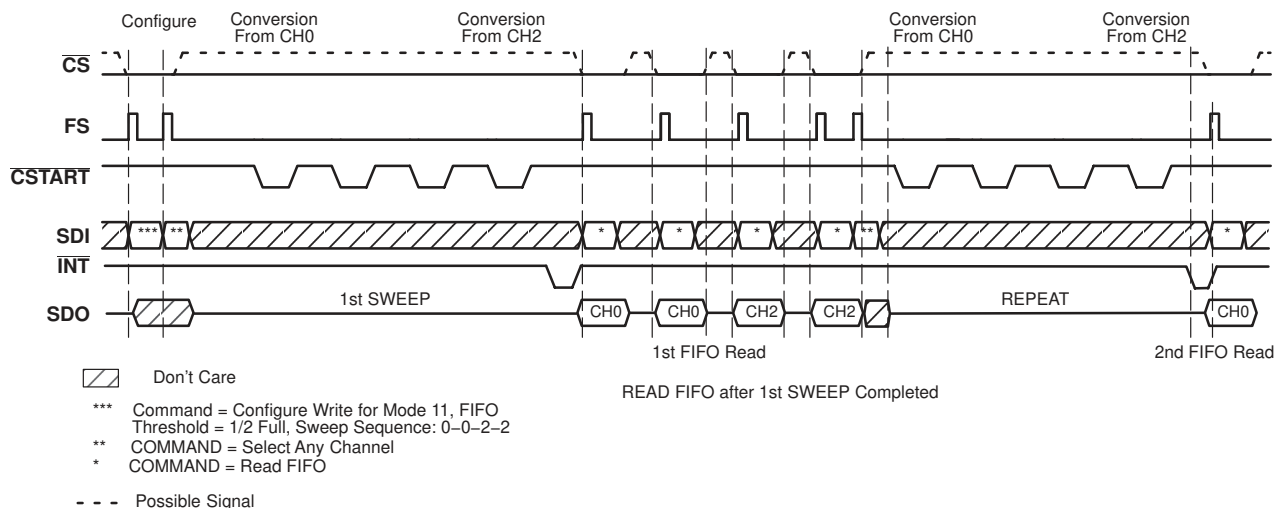 Configure
Conversion
From CH0
Conversion
From CH2
Conversion
From CH0
Conversion
From CH2
CS
FS
CSTART
SDI
*** ** * * * * ** *
INT
1st SWEEP
REPEAT
SDO
CH0 CH0 CH2 CH2 CH0
1st FIFO Read
2nd FIFO Read
Don't Care
READ FIFO after 1st SWEEP Completed
*** Command = Configure Write for Mode 11, FIFO
Threshold = 1/2 Full, Sweep Sequence: 0−0−2−2
** COMMAND = Select Any Channel
* COMMAND = Read FIFO
Possible Signal